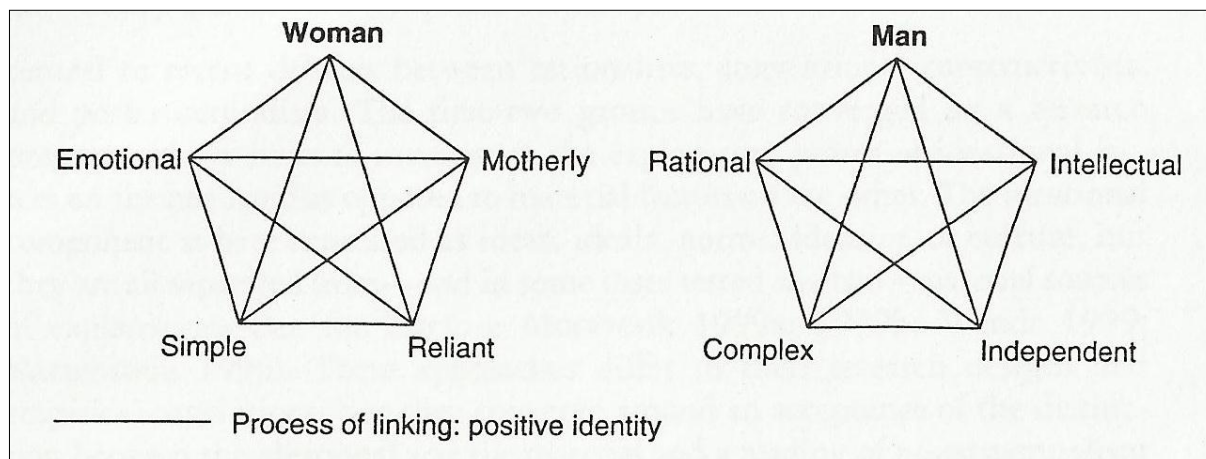 Woman
Man
Emotional
Motherly
Rational
Intellectual
Simple
Reliant
Complex
Independent
Process of linking: positive identity